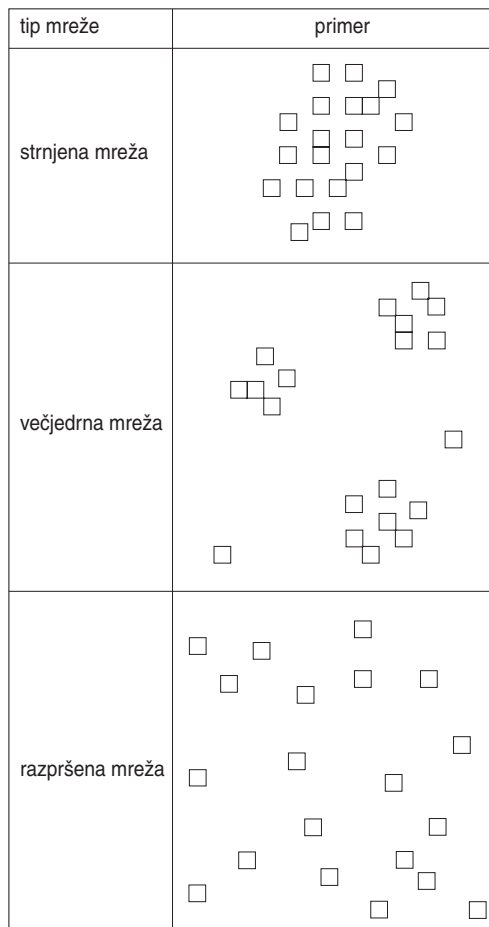 tip mreže
primer
strnjena mreža
večjedrna mreža
razpršena mreža